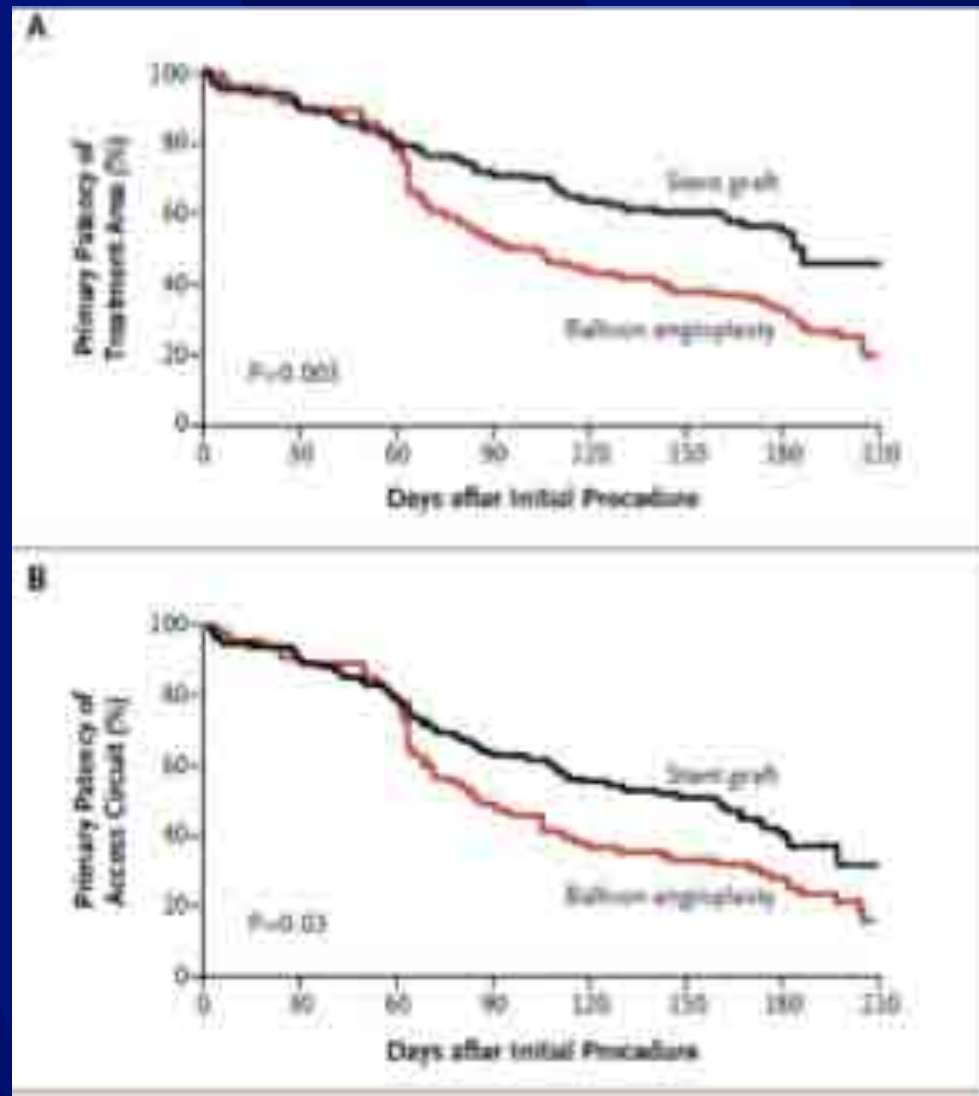 A
Primary Patency of
Treatment Area (%)
100
80
60
40
20
0
Stent graft
Balloon angioplasty
0 30 60 90 120 150 180 210
Days after Initial Procedure
B
Primary Patency of
Access Circuit (%)
100
80
60
40
20
0
Stent graft
Balloon angioplasty
P=0.03
0 30 60 90 120 150 180 210
Days after Initial Procedure